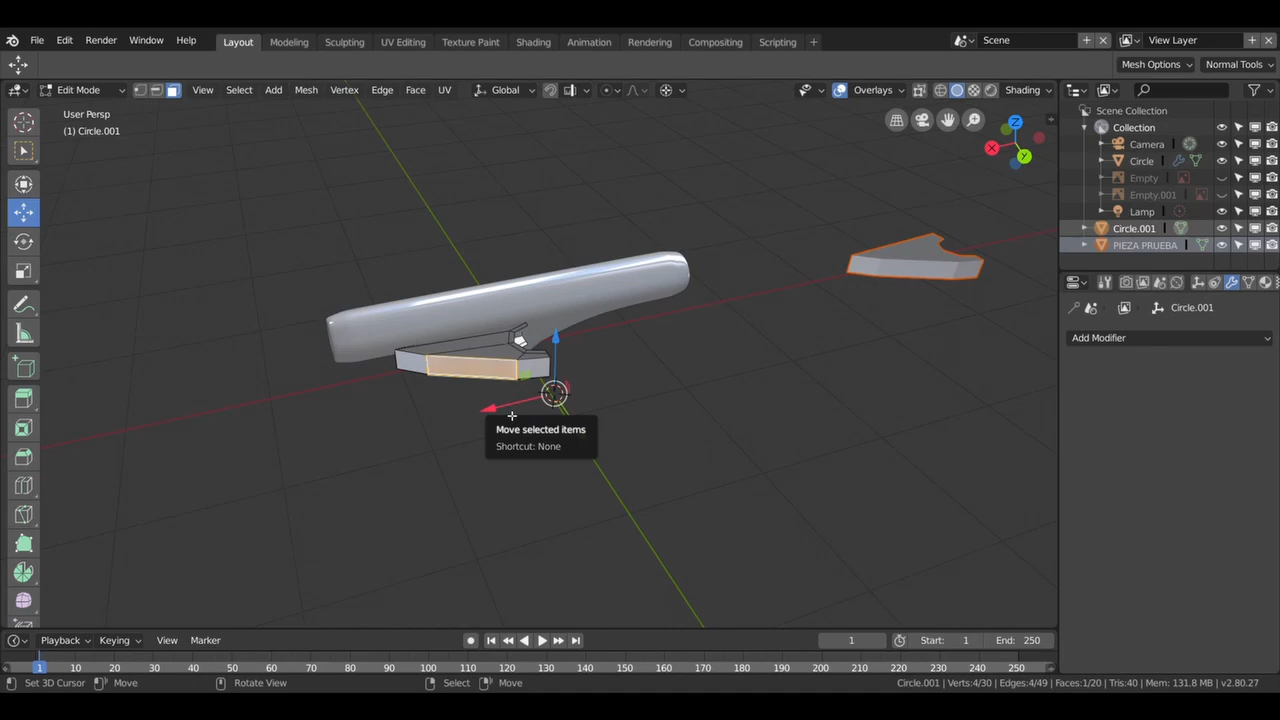 File Edit Render Window Help Layout Modeling Sculpting UV Editing Texture Paint Shading Animation Rendering Compositing Scripting + Scene View Layer
Mesh Options Normal Tools
Edit Mode View Select Add Mesh Vertex Edge Face UV Global Overlays Shading
User Persp
(1) Circle.001
Z
X
Y
Scene Collection
Collection
Camera
Circle
Empty
Empty.001
Lamp
Circle.001
PIEZA PRUEBA
Circle.001
Add Modifier
Move selected items
Shortcut: None
Playback Keying View Marker 1 Start: 1 End: 250
1 10 20 30 40 50 60 70 80 90 100 110 120 130 140 150 160 170 180 190 200 210 220 230 240 250
Set 3D Cursor Move Rotate View Select Move Circle.001 | Verts:4/30 | Edges:4/49 | Faces:1/20 | Tris:40 | Mem: 131.8 MB | v2.80.27